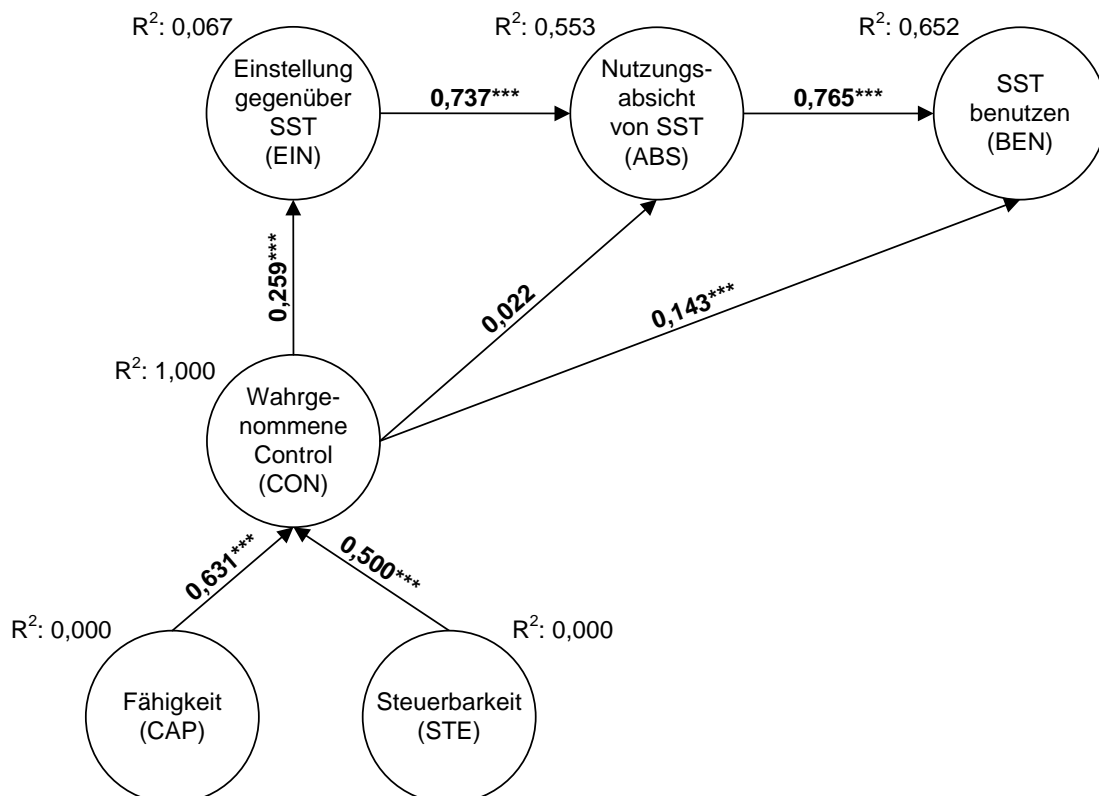 R²: 0,067
R²: 0,553
R²: 0,652
Einstellung
gegenüber
SST
(EIN)
0,737***
Nutzungs-
absicht
von SST
(ABS)
0,765***
SST
benutzen
(BEN)
0,259***
0,022
0,143***
R²: 1,000
Wahrge-
nommene
Control
(CON)
0,631***
0,500***
R²: 0,000
R²: 0,000
Fähigkeit
(CAP)
Steuerbarkeit
(STE)